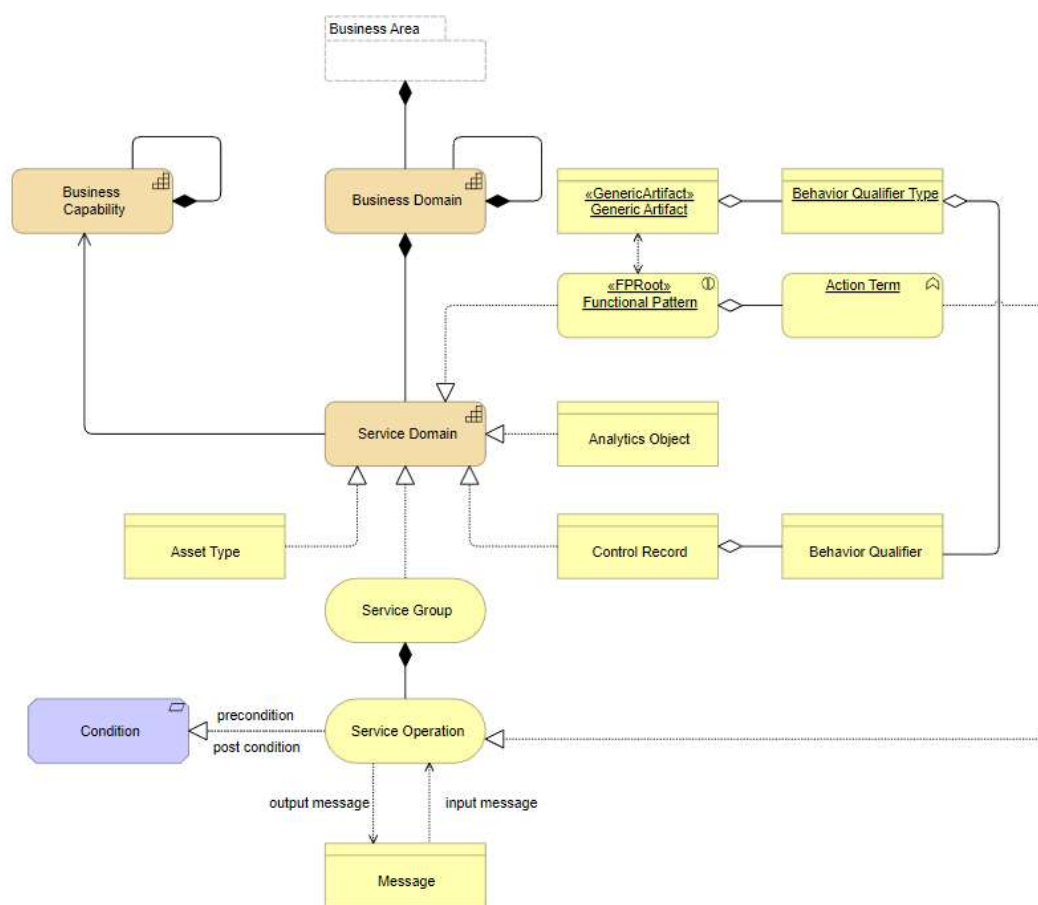 Business Area
Business
Capability
Business Domain
«GenericArtifact»
Generic Artifact
Behavior Qualifier Type
«FPRoot»
Functional Pattern
Action Term
Service Domain
Analytics Object
Asset Type
Control Record
Behavior Qualifier
Service Group
Condition
precondition
post condition
Service Operation
output message
input message
Message